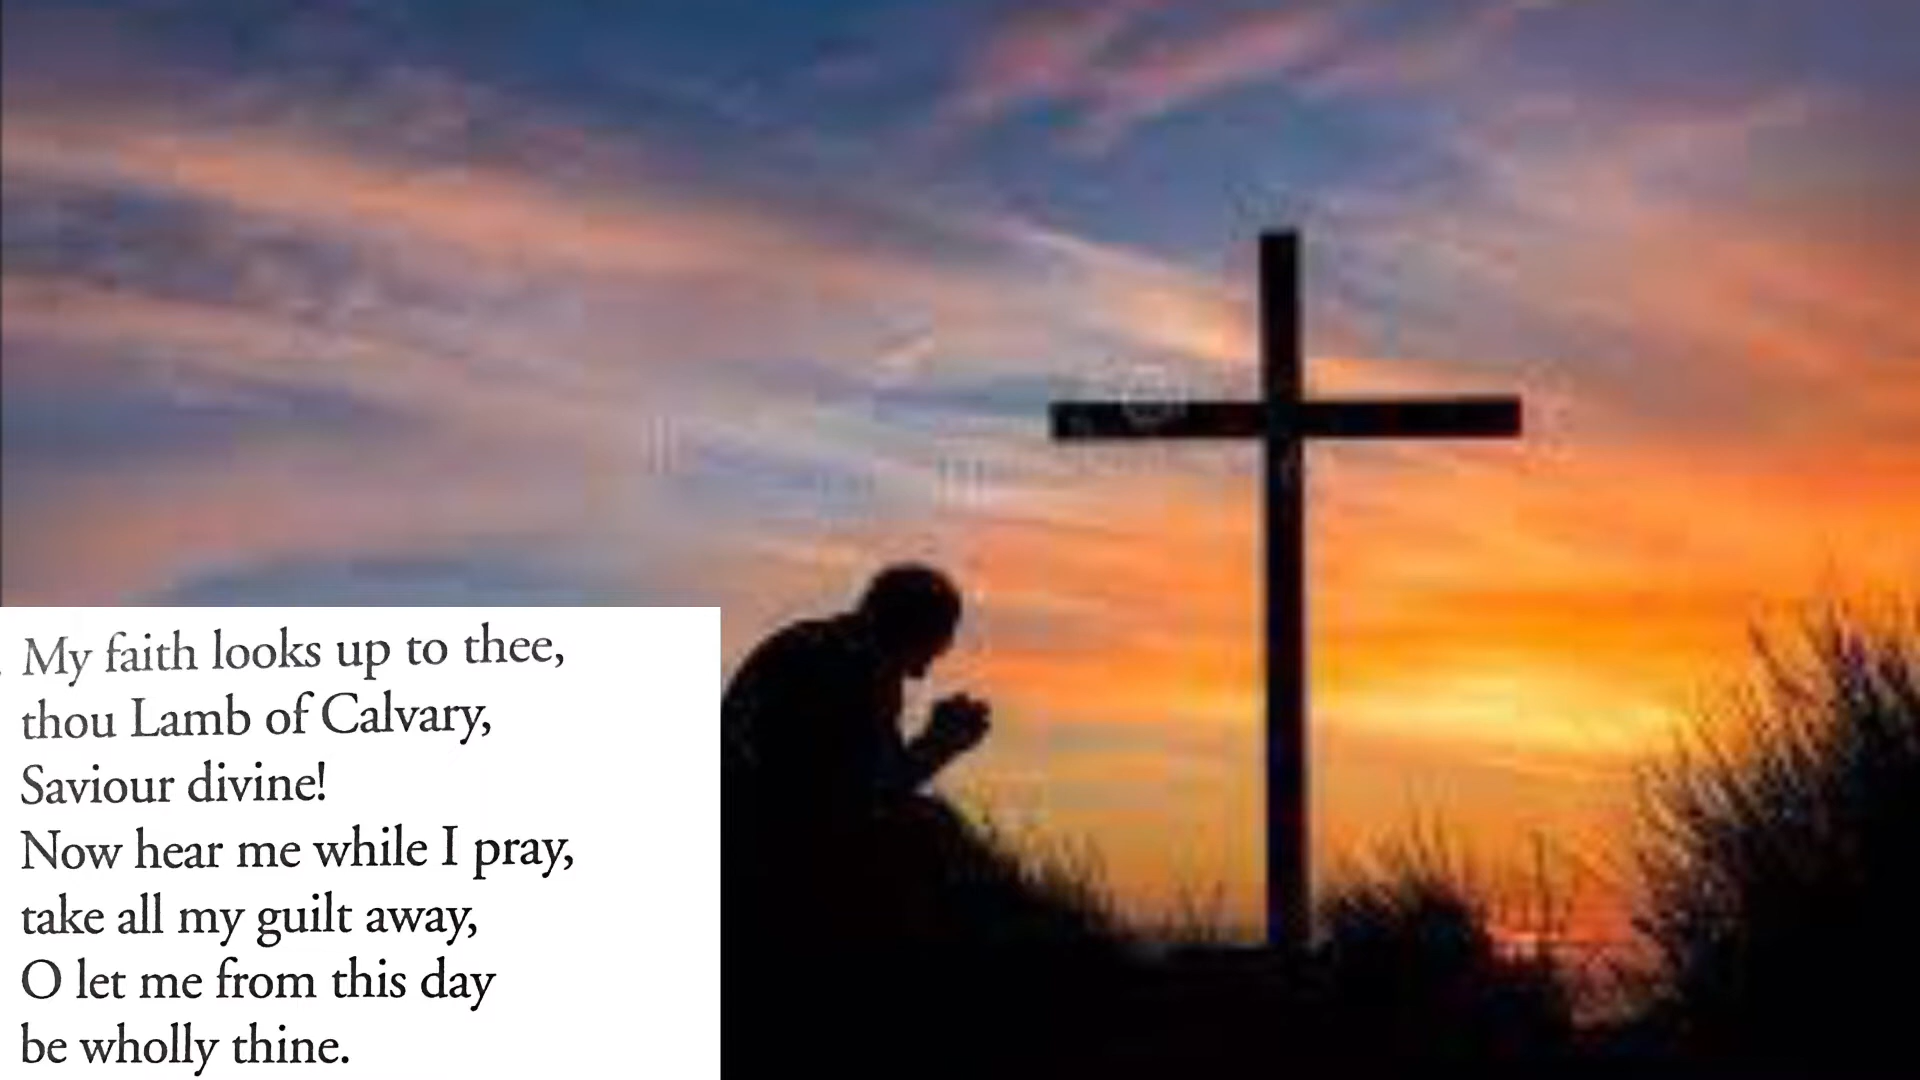 My faith looks up to thee,
thou Lamb of Calvary,
Saviour divine!
Now hear me while I pray,
take all my guilt away,
O let me from this day
be wholly thine.